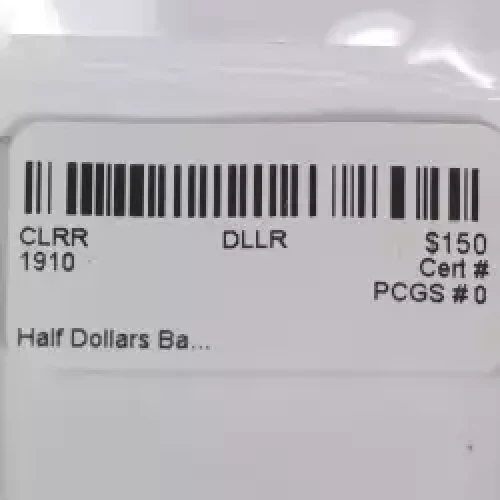 CLRR DLLR $150
1910 Cert #
PCGS # 0
Half Dollars Ba...